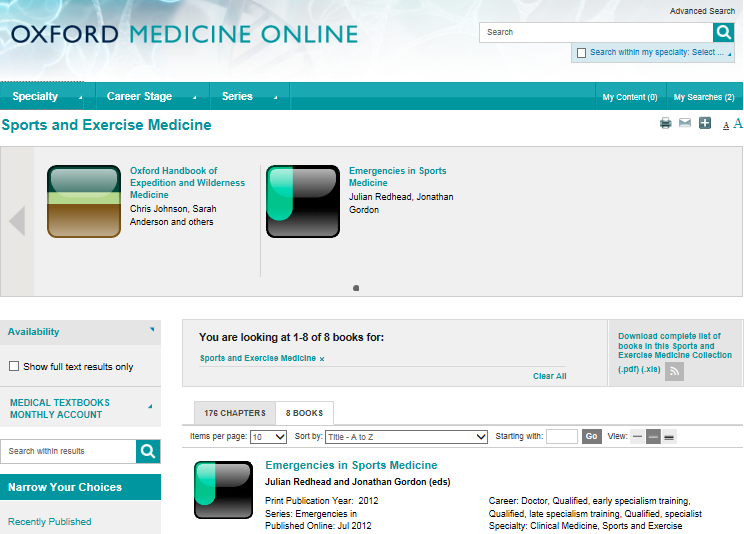 Advanced Search
OXFORD MEDICINE ONLINE
Search
Search within my specialty: Select ...
Specialty
Career Stage
Series
My Content (0)
My Searches (2)
Sports and Exercise Medicine
A A
Oxford Handbook of
Expedition and Wilderness
Medicine
Chris Johnson, Sarah
Anderson and others
Emergencies in Sports
Medicine
Julian Redhead, Jonathan
Gordon
Availability
Show full text results only
MEDICAL TEXTBOOKS
MONTHLY ACCOUNT
Search within results
Narrow Your Choices
Recently Published
You are looking at 1-8 of 8 books for:
Sports and Exercise Medicine x
Clear All
Download complete list of
books in this Sports and
Exercise Medicine Collection
(.pdf) (.xls)
176 CHAPTERS
8 BOOKS
Items per page: 10 Sort by: Title - A to Z Starting with: Go View:
Emergencies in Sports Medicine
Julian Redhead and Jonathan Gordon (eds)
Print Publication Year: 2012
Series: Emergencies in
Published Online: Jul 2012
Career: Doctor, Qualified, early specialism training,
Qualified, late specialism training, Qualified, specialist
Specialty: Clinical Medicine, Sports and Exercise